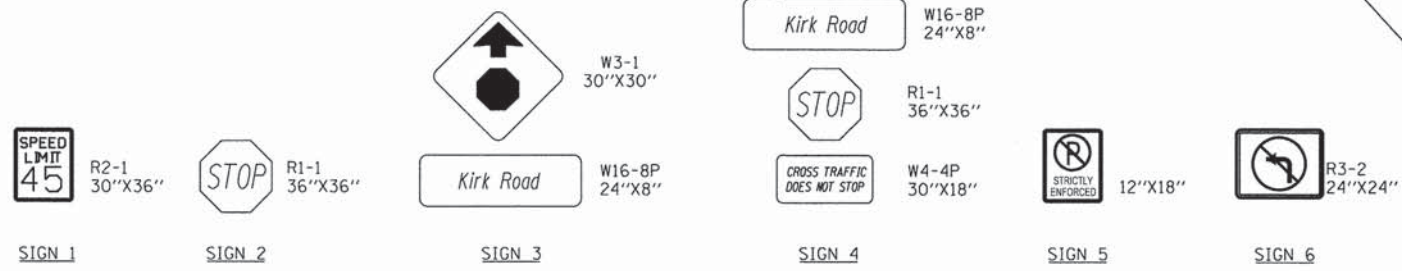 SPEED
LIMIT
45
R2-1
30''X36''
SIGN 1
STOP
R1-1
36''X36''
SIGN 2
W3-1
30''X30''
Kirk Road
W16-8P
24''X8''
SIGN 3
Kirk Road
W16-8P
24''X8''
STOP
R1-1
36''X36''
CROSS TRAFFIC
DOES NOT STOP
W4-4P
30''X18''
SIGN 4
P
STRICTLY
ENFORCED
12''X18''
SIGN 5
R3-2
24''X24''
SIGN 6